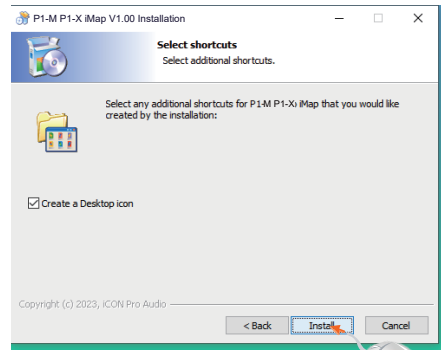 P1-M P1-X iMap V1.00 Installation
Select shortcuts
Select additional shortcuts.
Select any additional shortcuts for P1-M P1-X iMap that you would like
created by the installation:
Create a Desktop icon
Copyright (c) 2023, iCON Pro Audio
< Back
Install
Cancel